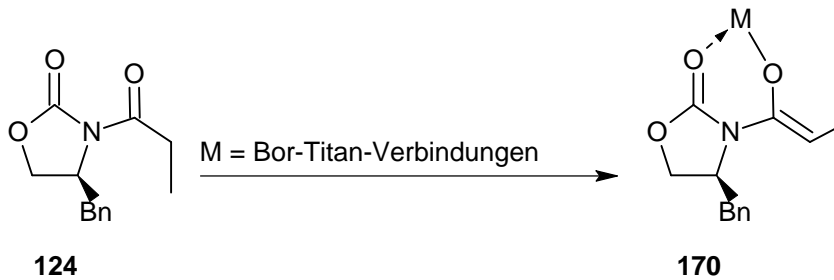 O O
O N
Bn
M = Bor-Titan-Verbindungen
M
O O
O N
Bn
124 170